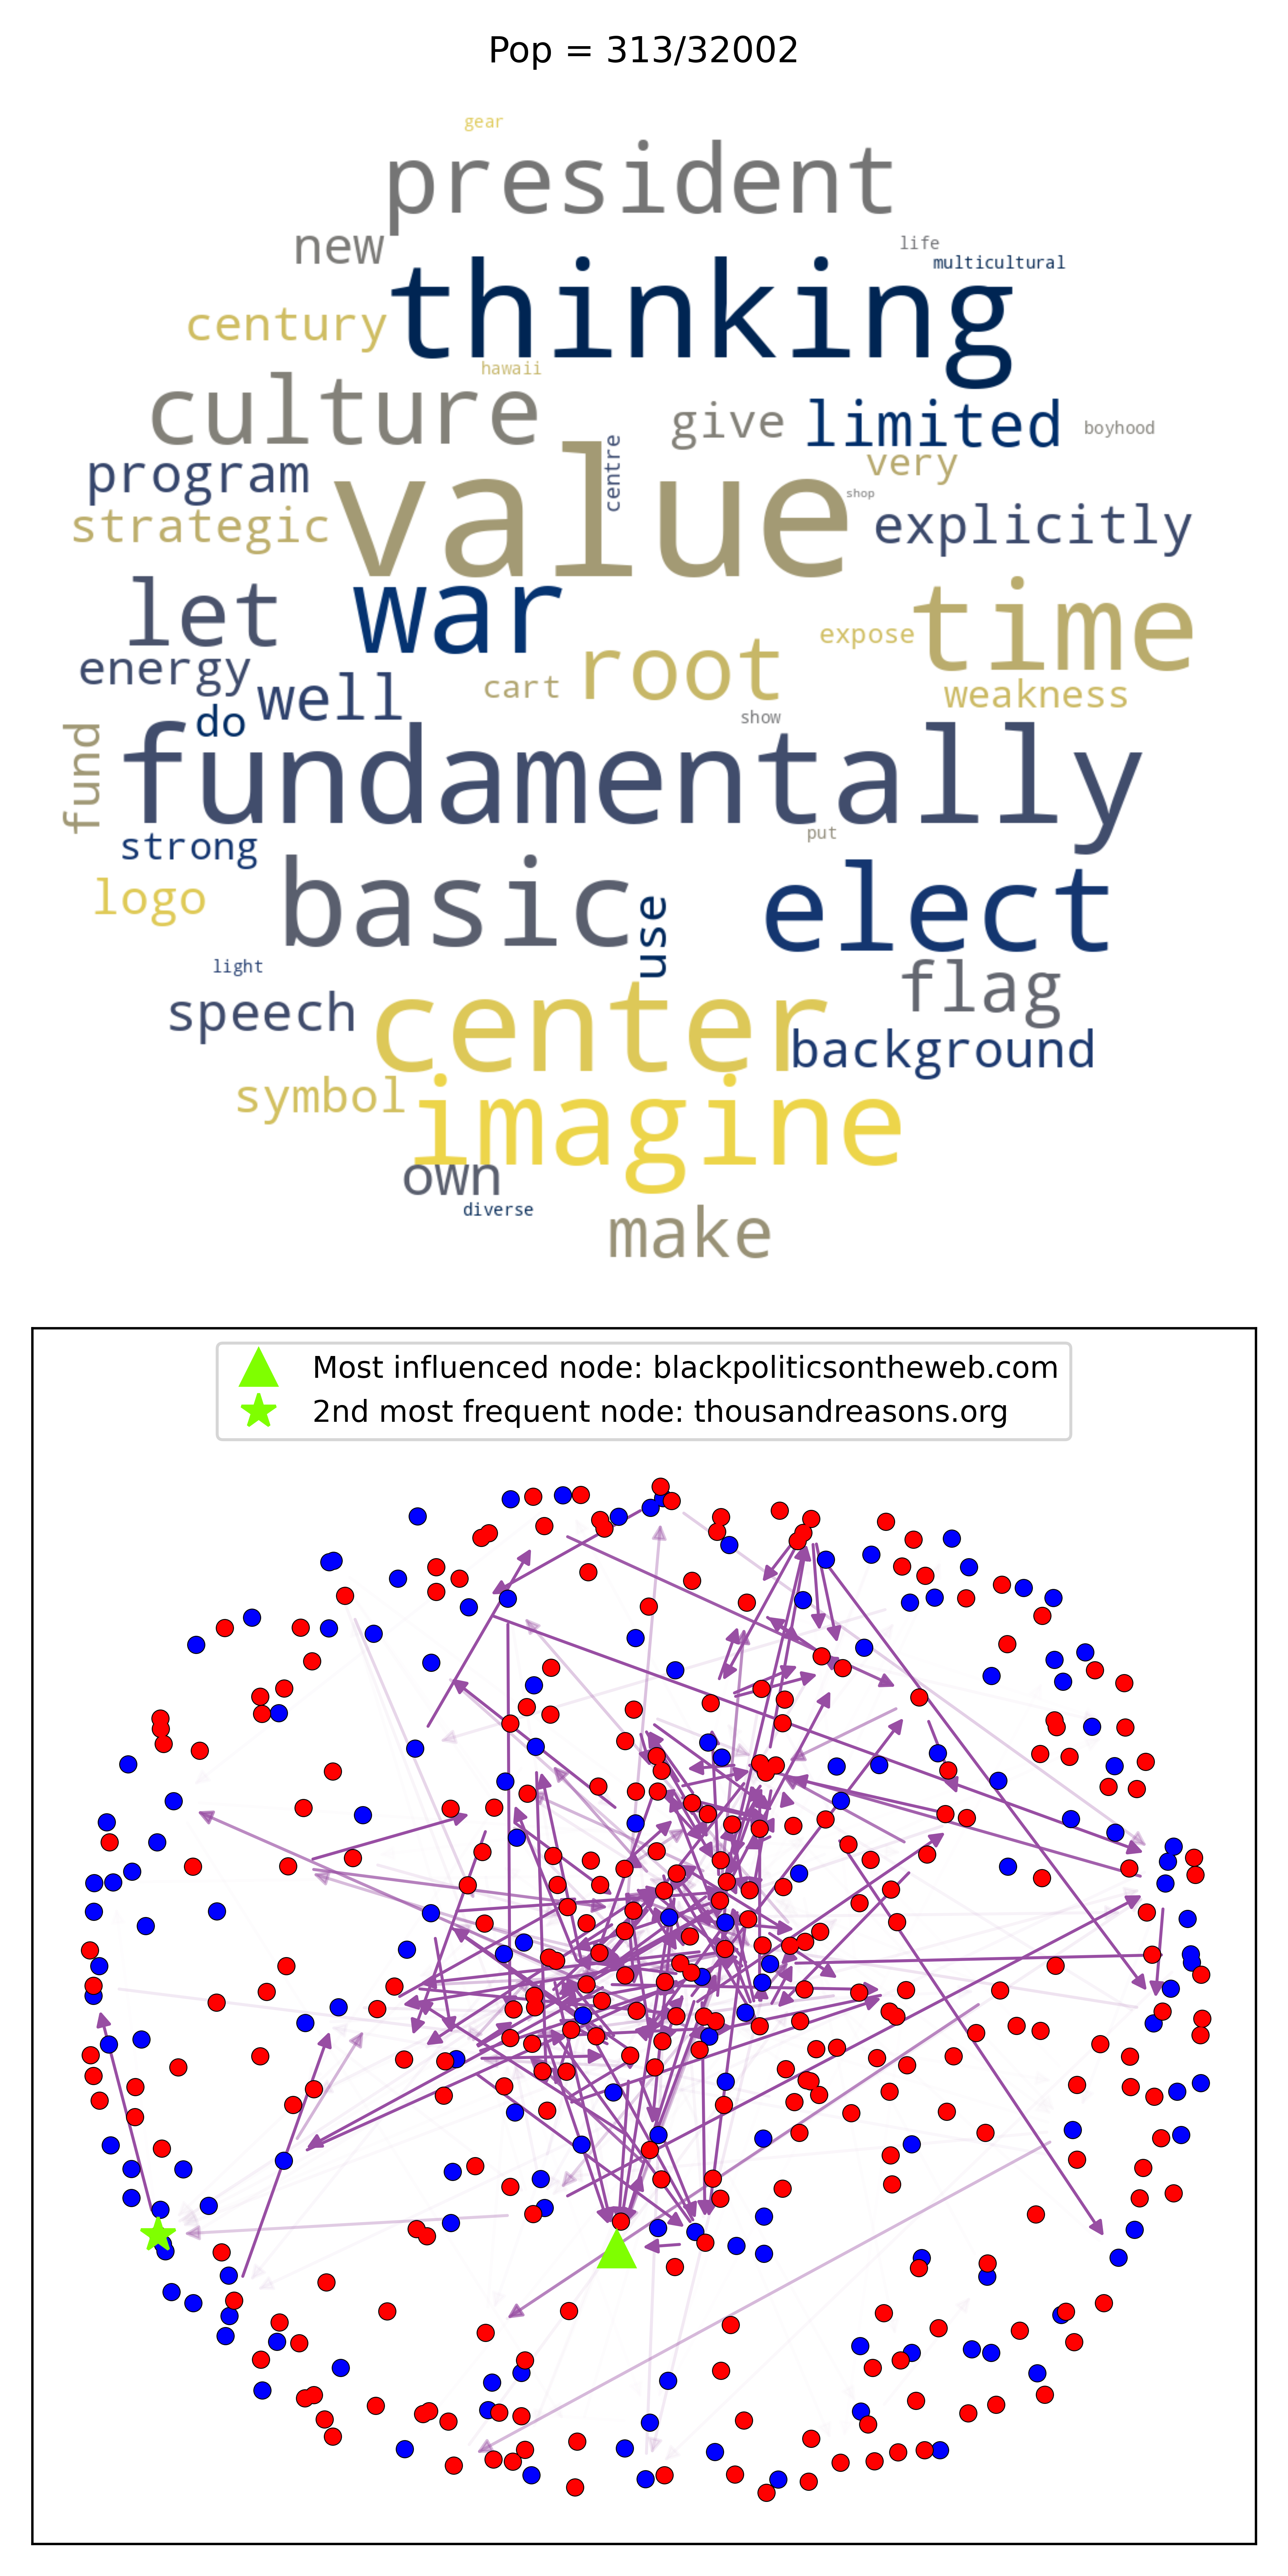 Pop = 313/32002
gear
president
new
life
multicultural
thinking
century
hawaii
culture
give
limited
boyhood
centre
very
program
value
shop
strategic
explicitly
let
war
time
expose
root
energy
well
cart
weakness
do
show
fund
fundamentally
put
strong
basic
elect
logo
use
light
flag
speech
center
background
symbol
imagine
own
diverse
make
Most influenced node: blackpoliticsontheweb.com
2nd most frequent node: thousandreasons.org